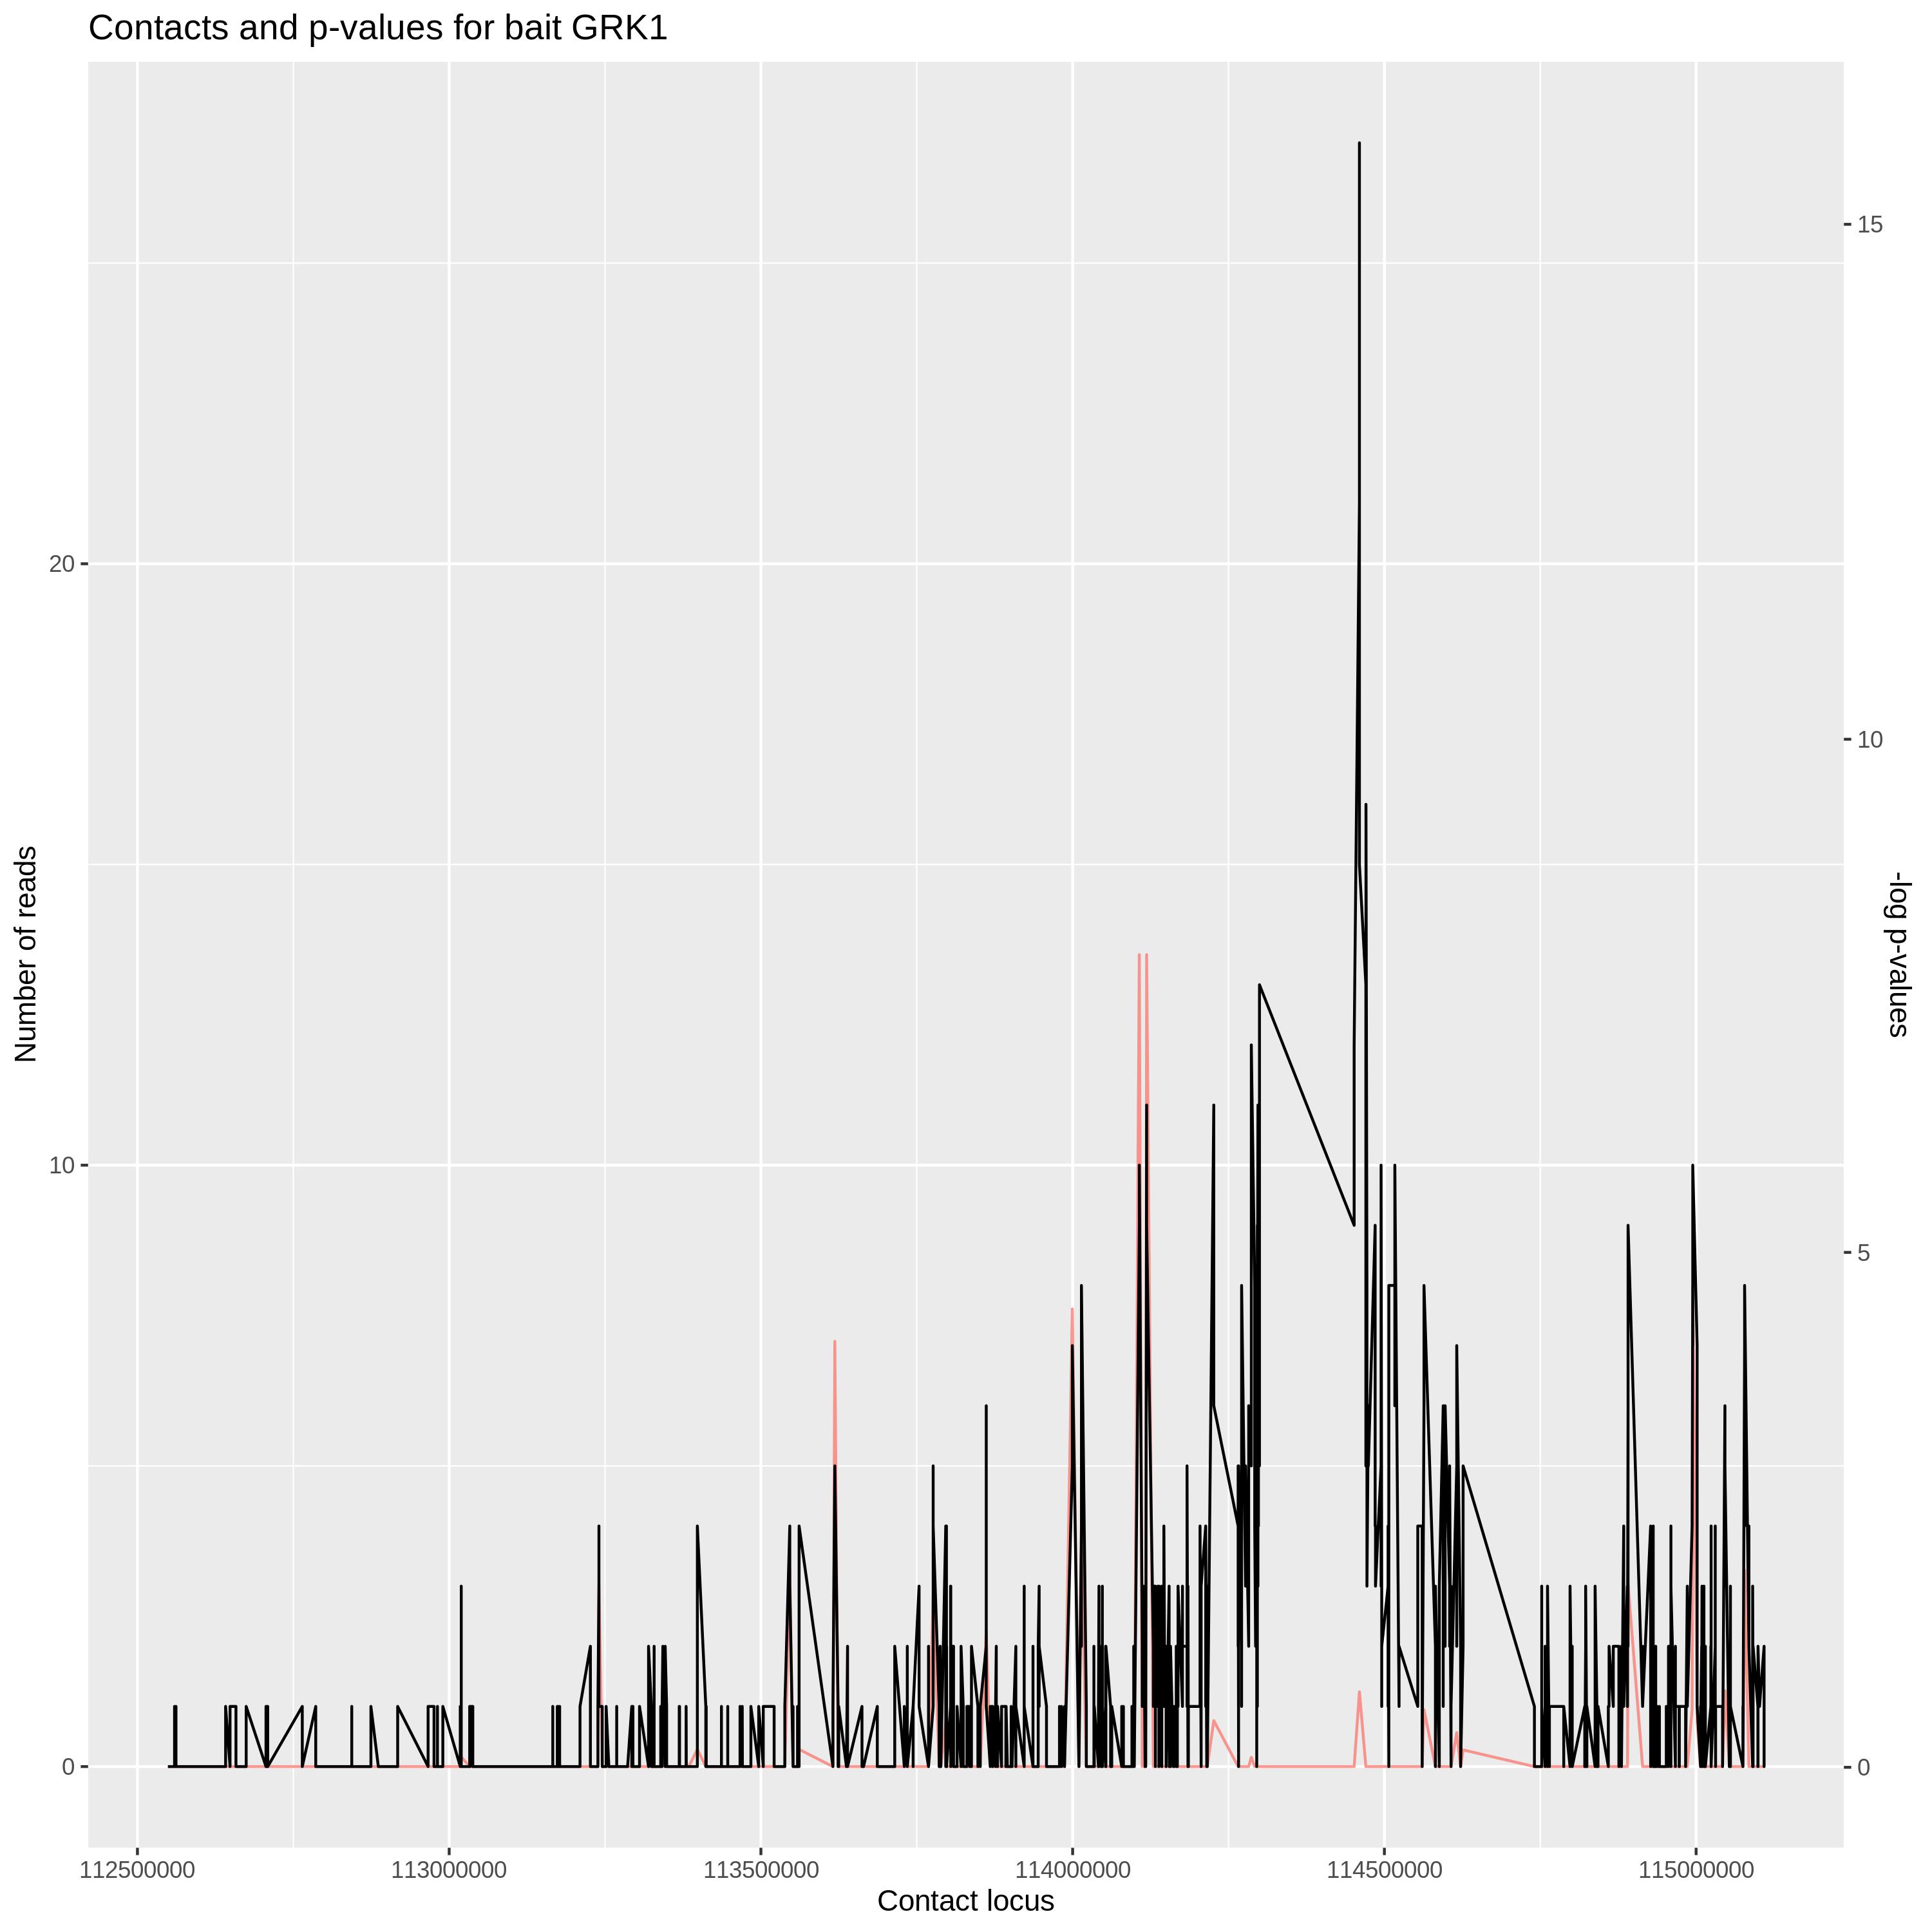 Contacts and p-values for bait GRK1
15
20
10
Number of reads
-log p-values
10
5
0
0
112500000 113000000 113500000 114000000 114500000 115000000
Contact locus